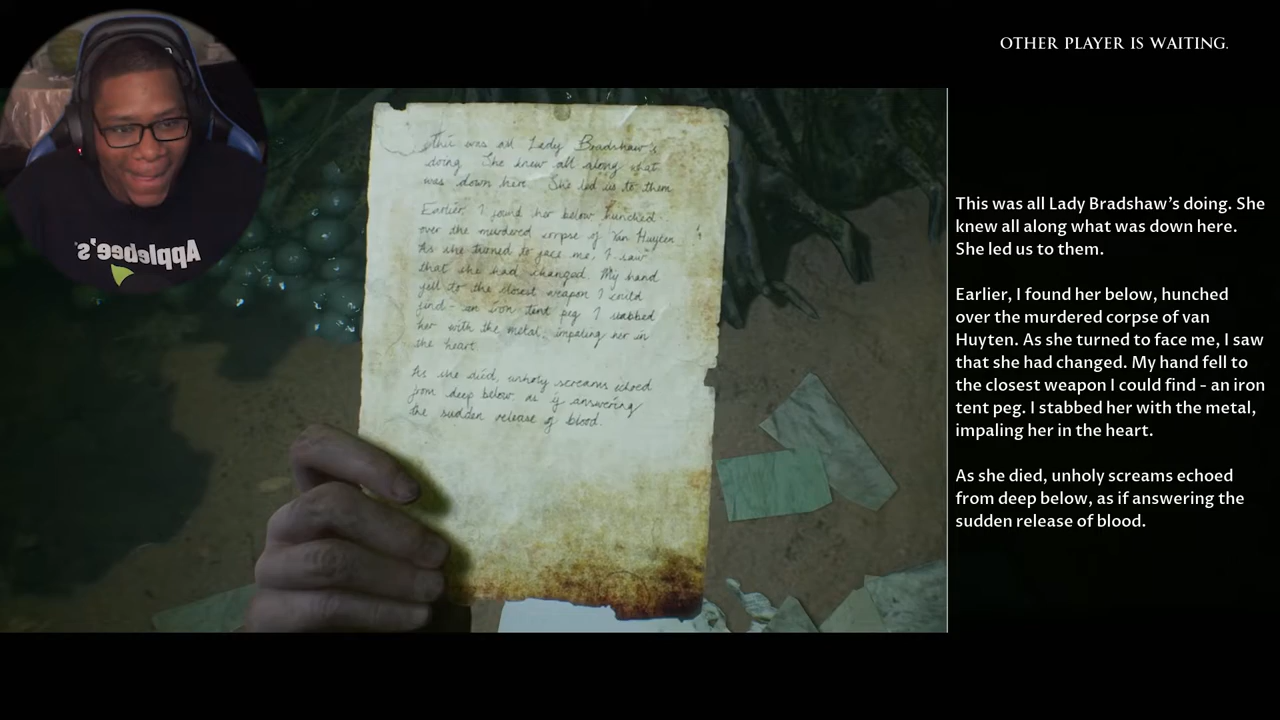 OTHER PLAYER IS WAITING.
Applebee's
This was all Lady Bradshaw's
doing. She knew all along what
was down here. She led us to them
Earlier, I found her below, hunched
over the murdered corpse of Van Huyten.
As she turned to face me, I saw
that she had changed. My hand
fell to the closest weapon I could
find - an iron tent peg. I stabbed
her with the metal, impaling her in
the heart.
As she died, unholy screams echoed
from deep below, as if answering
the sudden release of blood.
This was all Lady Bradshaw's doing. She
knew all along what was down here.
She led us to them.
Earlier, I found her below, hunched
over the murdered corpse of van
Huyten. As she turned to face me, I saw
that she had changed. My hand fell to
the closest weapon I could find - an iron
tent peg. I stabbed her with the metal,
impaling her in the heart.
As she died, unholy screams echoed
from deep below, as if answering the
sudden release of blood.